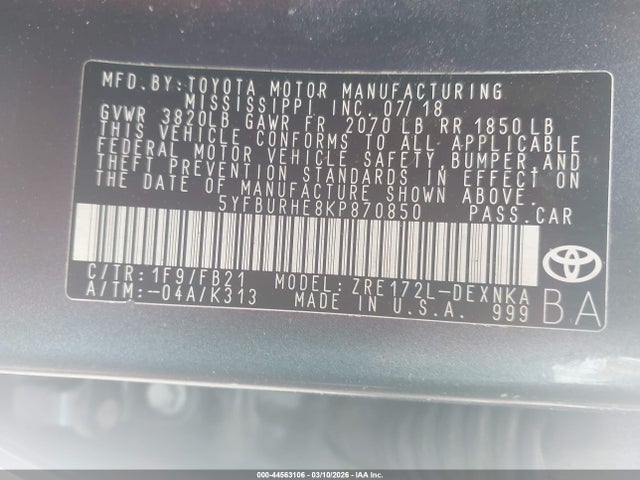 MFD. BY: TOYOTA MOTOR MANUFACTURING
MISSISSIPPI INC. 07/18
GVWR 3820LB GAWR FR 2070 LB RR 1850 LB
THIS VEHICLE CONFORMS TO ALL APPLICABLE
FEDERAL MOTOR VEHICLE SAFETY, BUMPER, AND
THEFT PREVENTION STANDARDS IN EFFECT ON
THE DATE OF MANUFACTURE SHOWN ABOVE.
5YFBURHE8KP870850 PASS.CAR
C/TR: 1F9/FB21 MODEL: ZRE172L-DEXNKA
A/TM:-04A/K313 MADE IN U.S.A. 999
BA
000-44563106 - 03/10/2026 - IAA Inc.